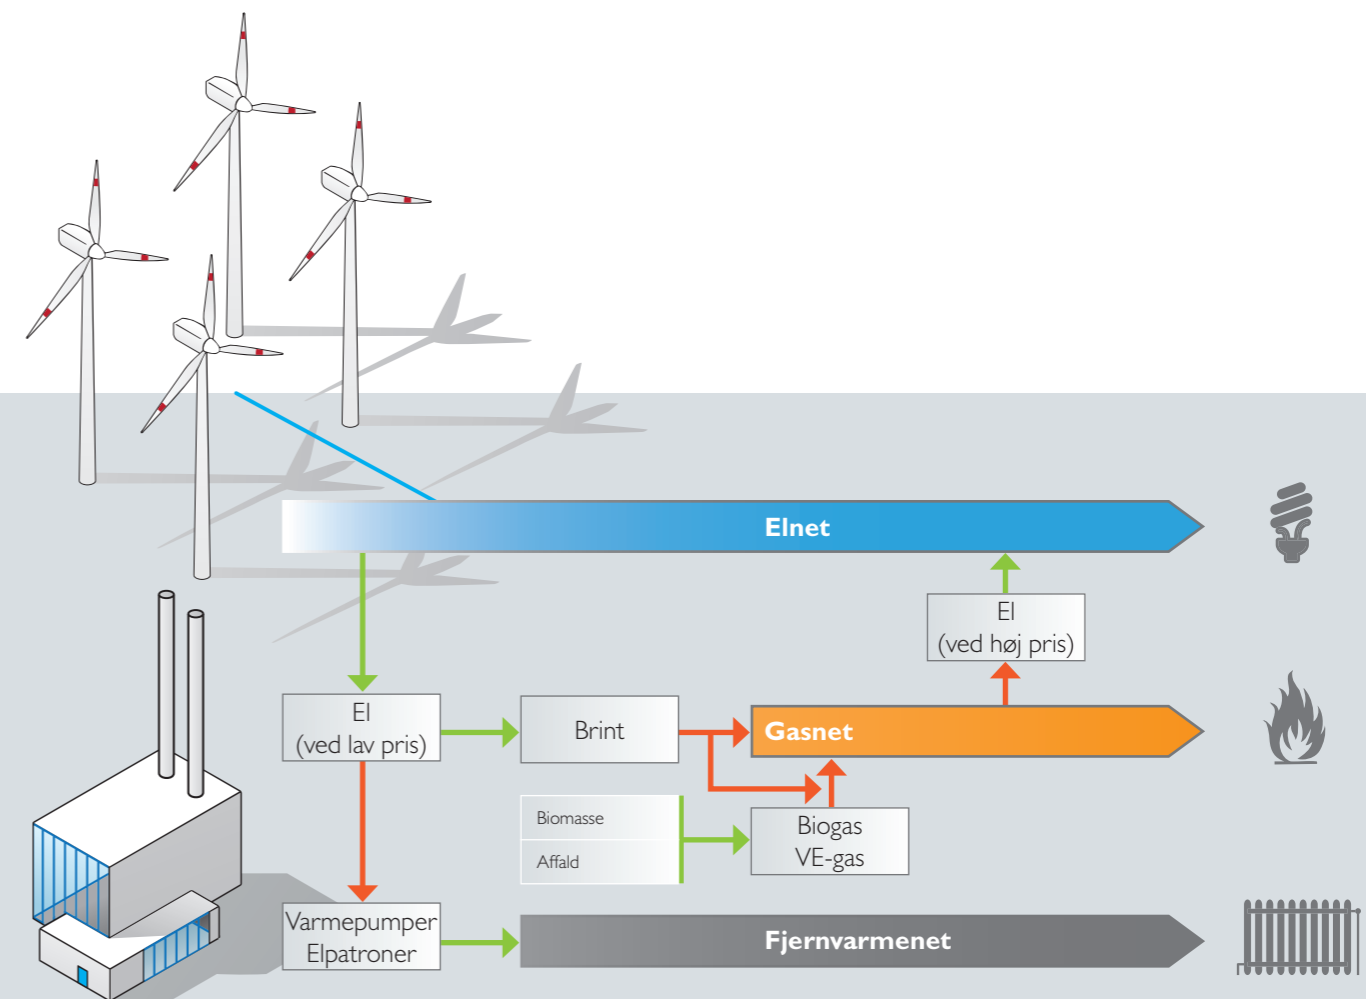 Elnet
El
(ved høj pris)
El
(ved lav pris)
Brint
Gasnet
Biomasse
Affald
Biogas
VE-gas
Varmepumper
Elpatroner
Fjernvarmenet